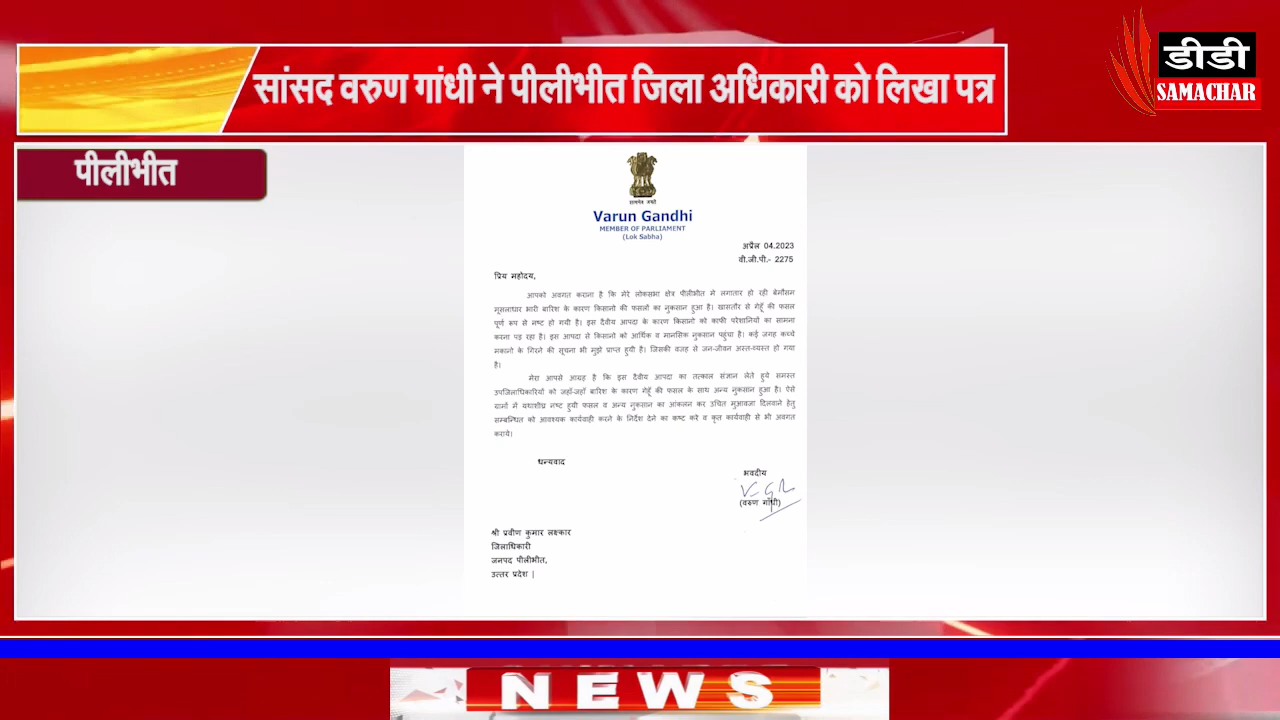 सांसद वरुण गांधी ने पीलीभीत जिला अधिकारी को लिखा पत्र
डीडी
SAMACHAR
पीलीभीत
सत्यमेव जयते
Varun Gandhi
MEMBER OF PARLIAMENT
(Lok Sabha)
अप्रैल 04.2023
वी.जी.पी.- 2275
प्रिय महोदय,
आपको अवगत कराना है कि मेरे लोकसभा क्षेत्र पीलीभीत में लगातार हो रही बेमौसम
मूसलाधार भारी बारिश के कारण किसानो की फसलों का नुकसान हुआ है। खासतौर से गेहूँ की फसल
पूर्ण रूप से नष्ट हो गयी है। इस दैवीय आपदा के कारण किसानो को काफी परेशानियों का सामना
करना पड़ रहा है। इस आपदा से किसानों को आर्थिक व मानसिक नुकसान पहुंचा है। कई जगह कच्चे
मकानो के गिरने की सूचना भी मुझे प्राप्त हुयी है। जिसकी वजह से जन-जीवन अस्त-व्यस्त हो गया
है।
मेरा आपसे आग्रह है कि इस दैवीय आपदा का तत्काल संज्ञान लेते हुये समस्त
उपजिलाधिकारियों को जहाँ-जहाँ बारिश के कारण गेहूँ की फसल के साथ अन्य नुकसान हुआ है। ऐसे
ग्रामों में यथाशीघ्र नष्ट हुयी फसल व अन्य नुकसान का आंकलन कर उचित मुआवजा दिलवाने हेतु
सम्बन्धित को आवश्यक कार्यवाही करने के निर्देश देने का कष्ट करे व कृत कार्यवाही से भी अवगत
करायें।
धन्यवाद
भवदीय
(वरुण गाँधी)
श्री प्रवीण कुमार लक्ष्कार
जिलाधिकारी
जनपद पीलीभीत,
उत्तर प्रदेश |
NEWS